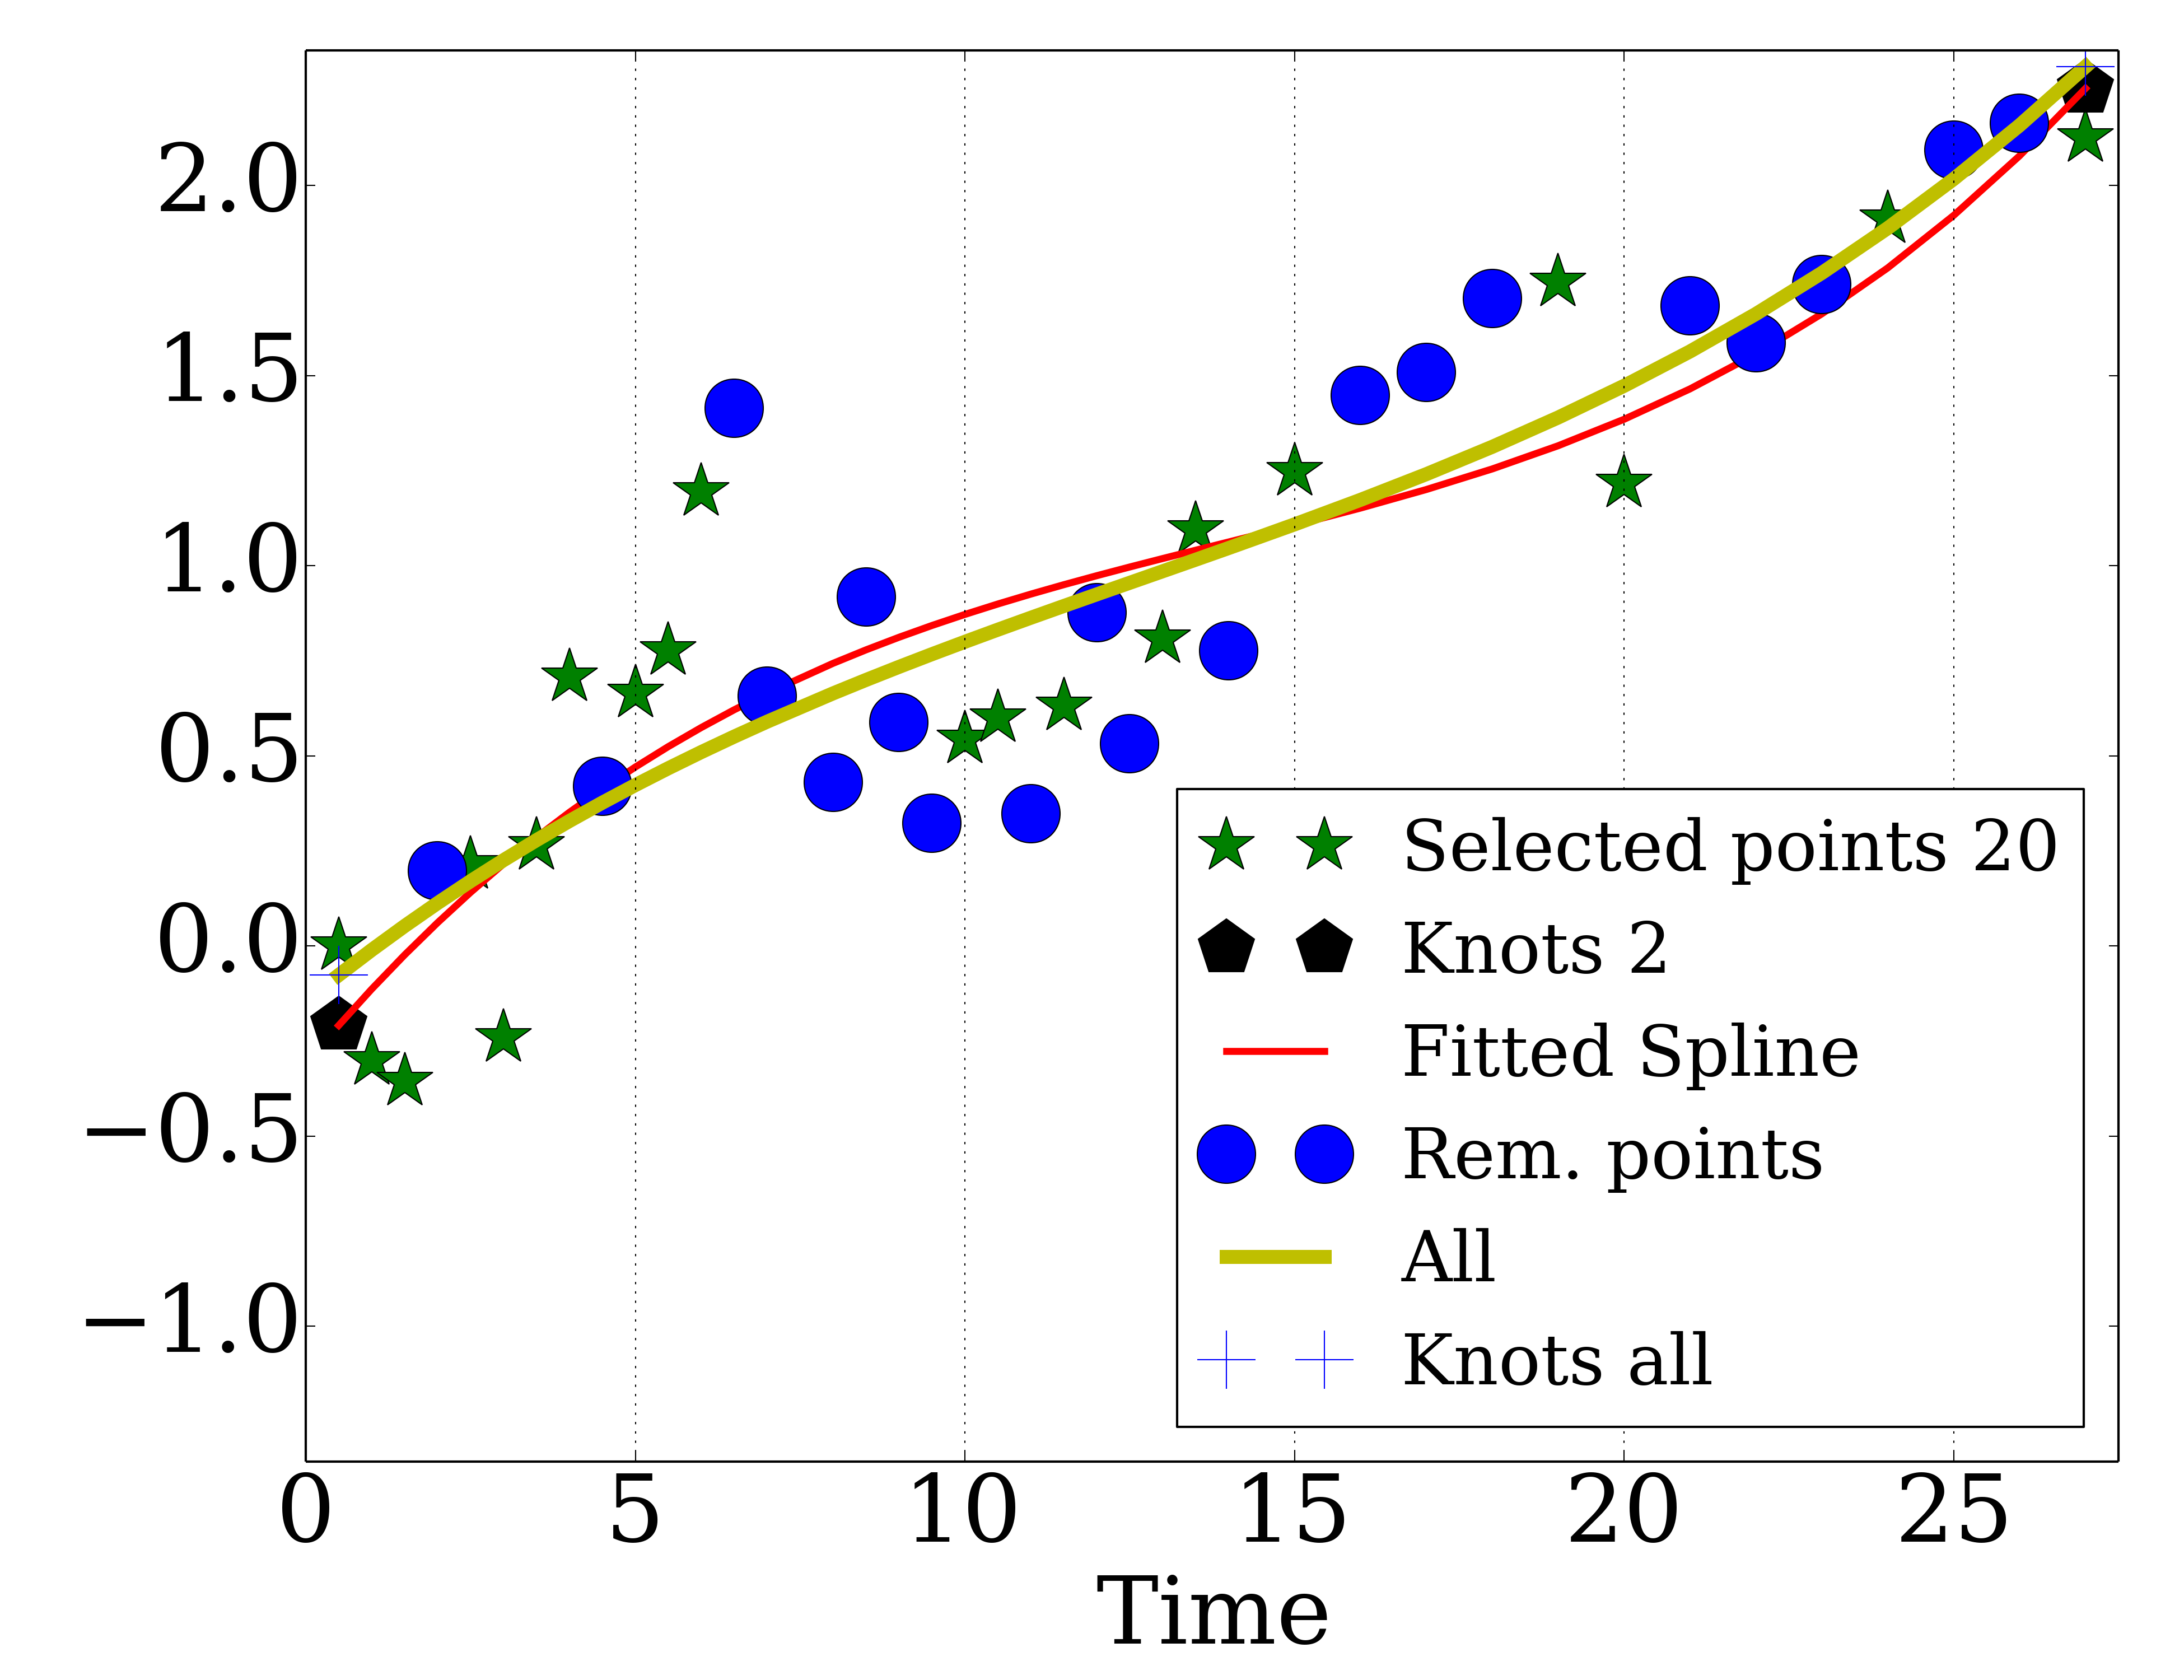 2.0
1.5
1.0
0.5
0.0
−0.5
−1.0
0 5 10 15 20 25
Time
Selected points 20
Knots 2
Fitted Spline
Rem. points
All
Knots all